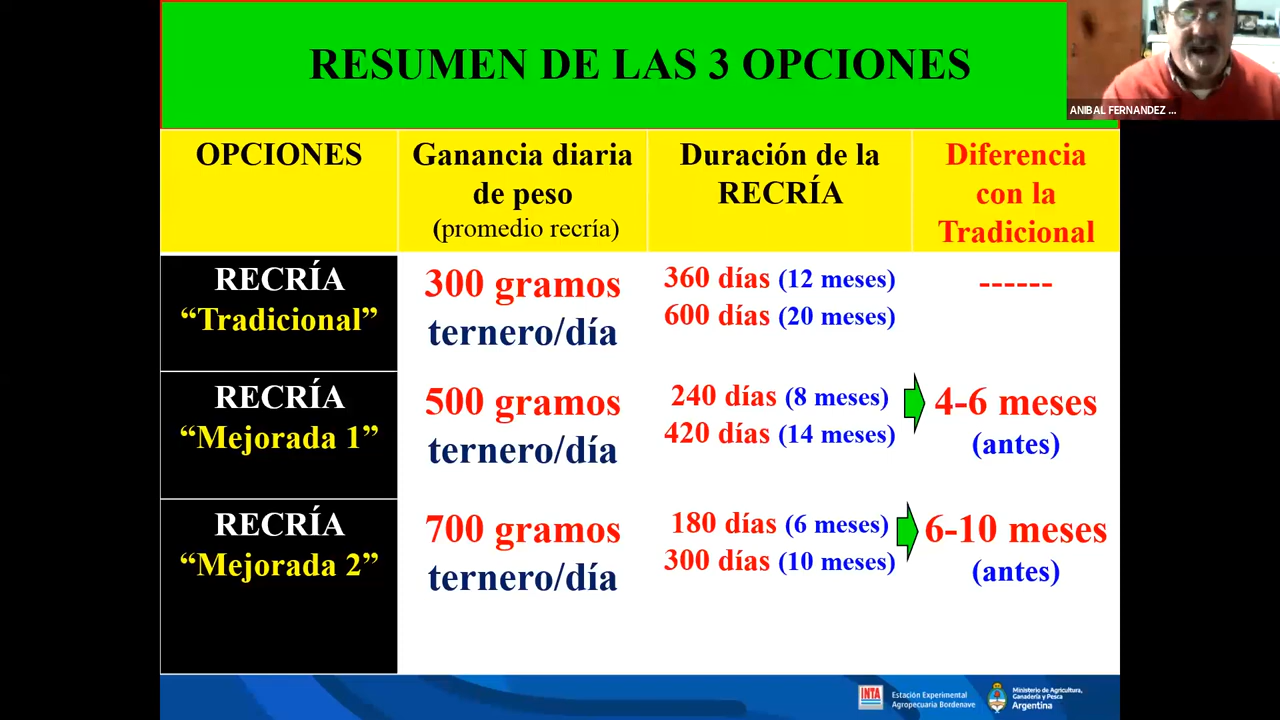 RESUMEN DE LAS 3 OPCIONES
ANIBAL FERNANDEZ ...
OPCIONES
Ganancia diaria
de peso
(promedio recría)
Duración de la
RECRÍA
Diferencia
con la
Tradicional
RECRÍA
“Tradicional”
300 gramos
ternero/día
360 días (12 meses)
600 días (20 meses)
------
RECRÍA
“Mejorada 1”
500 gramos
ternero/día
240 días (8 meses)
420 días (14 meses)
4-6 meses
(antes)
RECRÍA
“Mejorada 2”
700 gramos
ternero/día
180 días (6 meses)
300 días (10 meses)
6-10 meses
(antes)
INTA
Estación Experimental
Agropecuaria Bordenave
Ministerio de Agricultura,
Ganadería y Pesca
Argentina